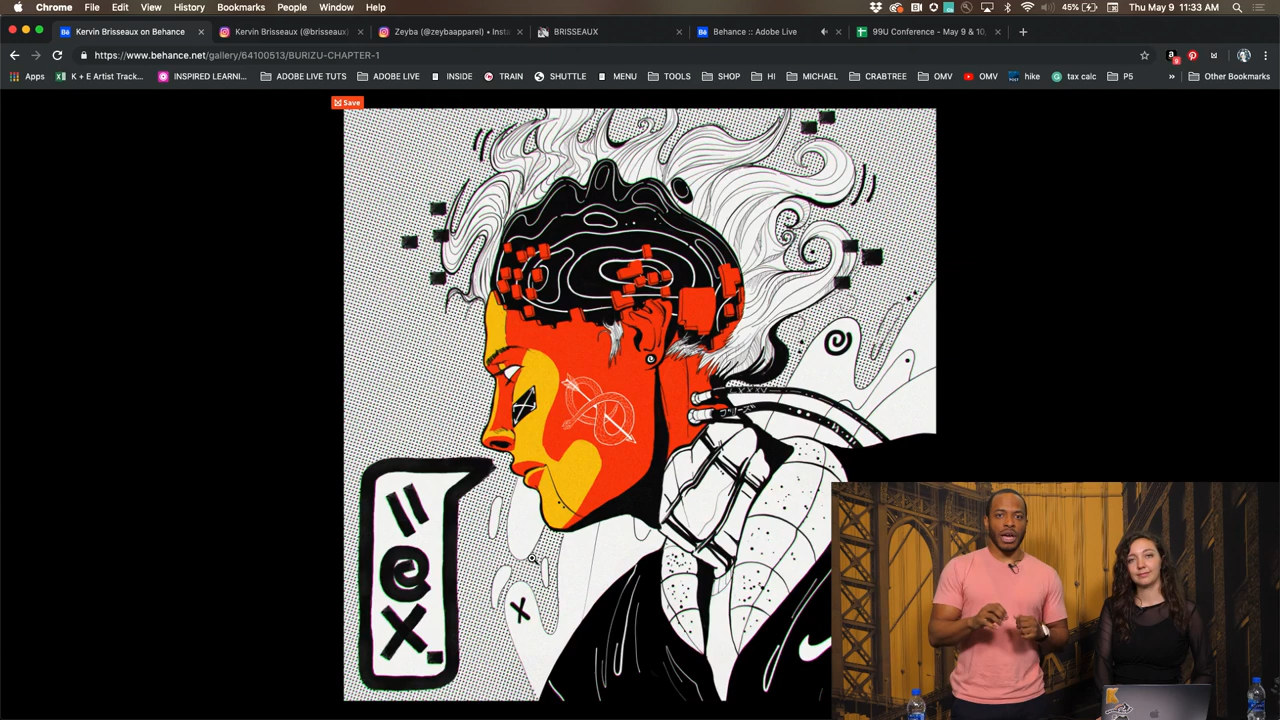 Chrome File Edit View History Bookmarks People Window Help 45% Thu May 9 11:33 AM
Kervin Brisseaux on Behance Kervin Brisseaux (@brisseaux) Zeyba (@zeybaapparel) • Inst BRISSEAUX Behance :: Adobe Live 99U Conference - May 9 & 10,
https://www.behance.net/gallery/64100513/BURIZU-CHAPTER-1
Apps K + E Artist Track... INSPIRED LEARNI... ADOBE LIVE TUTS ADOBE LIVE INSIDE TRAIN SHUTTLE MENU TOOLS SHOP HI MICHAEL CRABTREE OMV OMV hike tax calc P5 » Other Bookmarks
Save
LXXXV
X